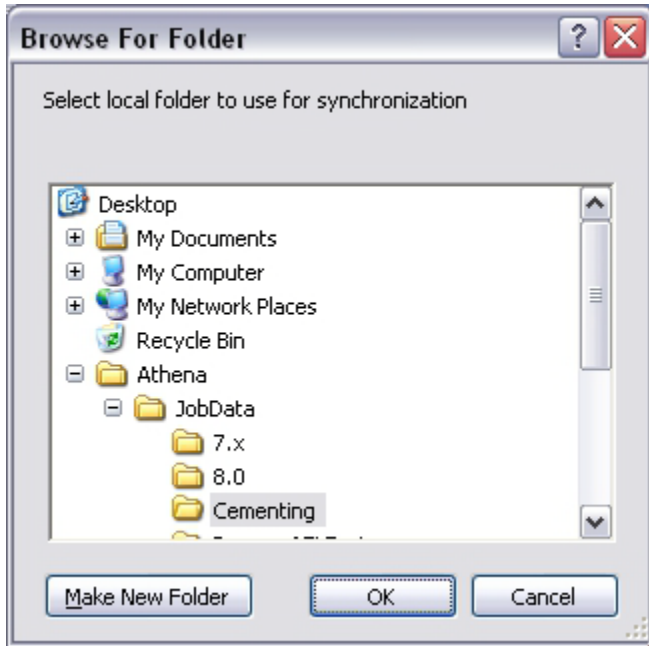 Browse For Folder
Select local folder to use for synchronization
Desktop
My Documents
My Computer
My Network Places
Recycle Bin
Athena
JobData
7.x
8.0
Cementing
Make New Folder OK Cancel